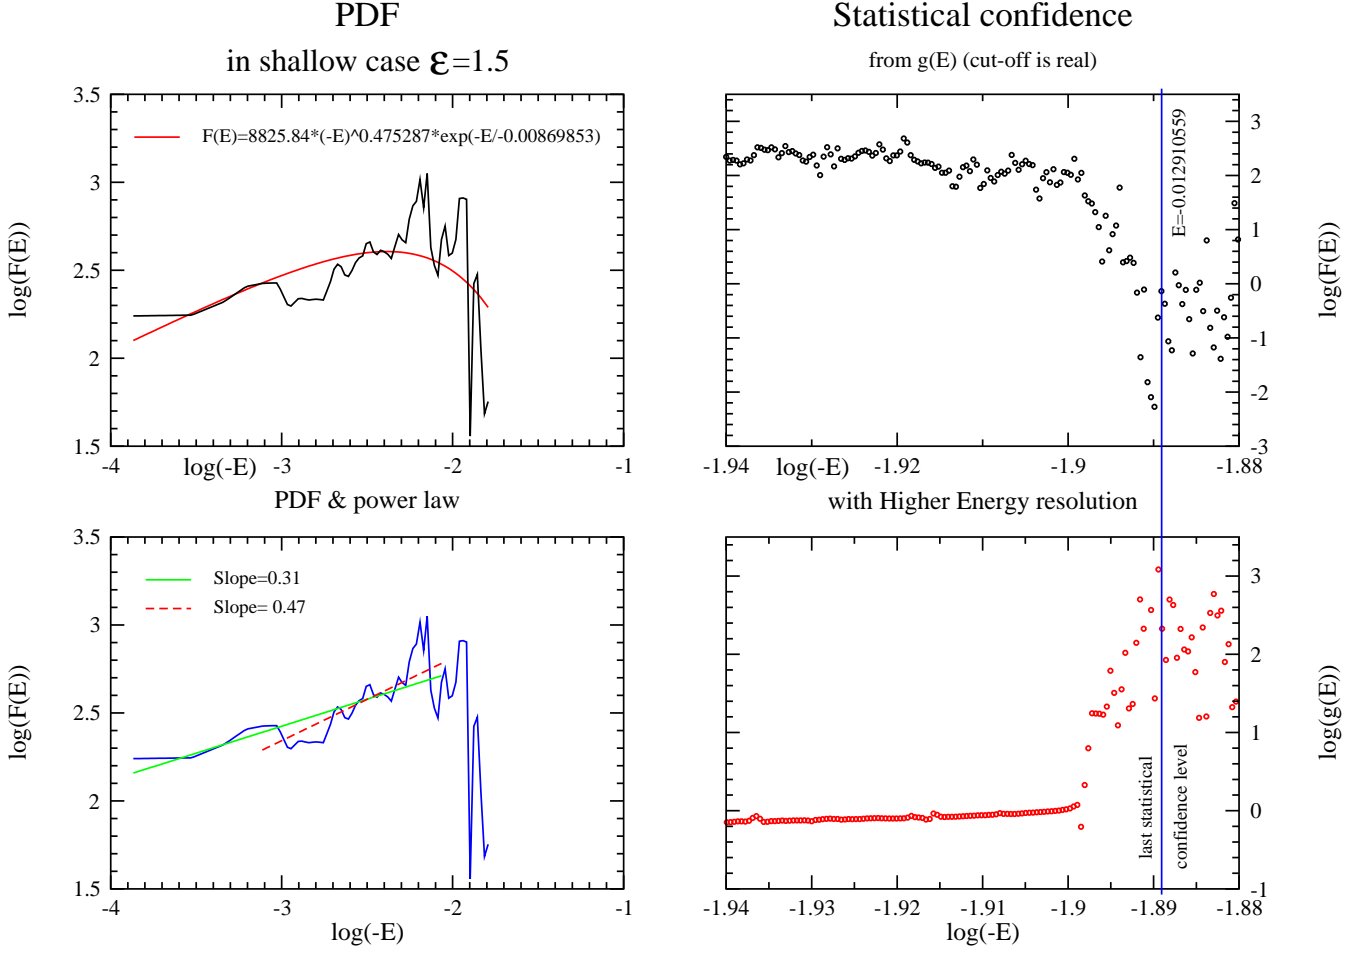 PDF
in shallow case ε=1.5
Statistical confidence
from g(E) (cut-off is real)
3.5
3
2.5
2
1.5
log(F(E))
F(E)=8825.84*(-E)^0.475287*exp(-E/-0.00869853)
-4
log(-E)
-3
-2
-1
E=-0.012910559
3
2
1
0
-1
-2
-3
log(F(E))
-1.94
log(-E)
-1.92
-1.91
-1.9
-1.88
PDF & power law
with Higher Energy resolution
3.5
3
2.5
2
1.5
log(F(E))
Slope=0.31
Slope= 0.47
-4
-3
-2
-1
log(-E)
last statistical
confidence level
3
2
1
0
-1
log(g(E))
-1.94
-1.93
-1.92
-1.91
-1.9
-1.89
-1.88
log(-E)